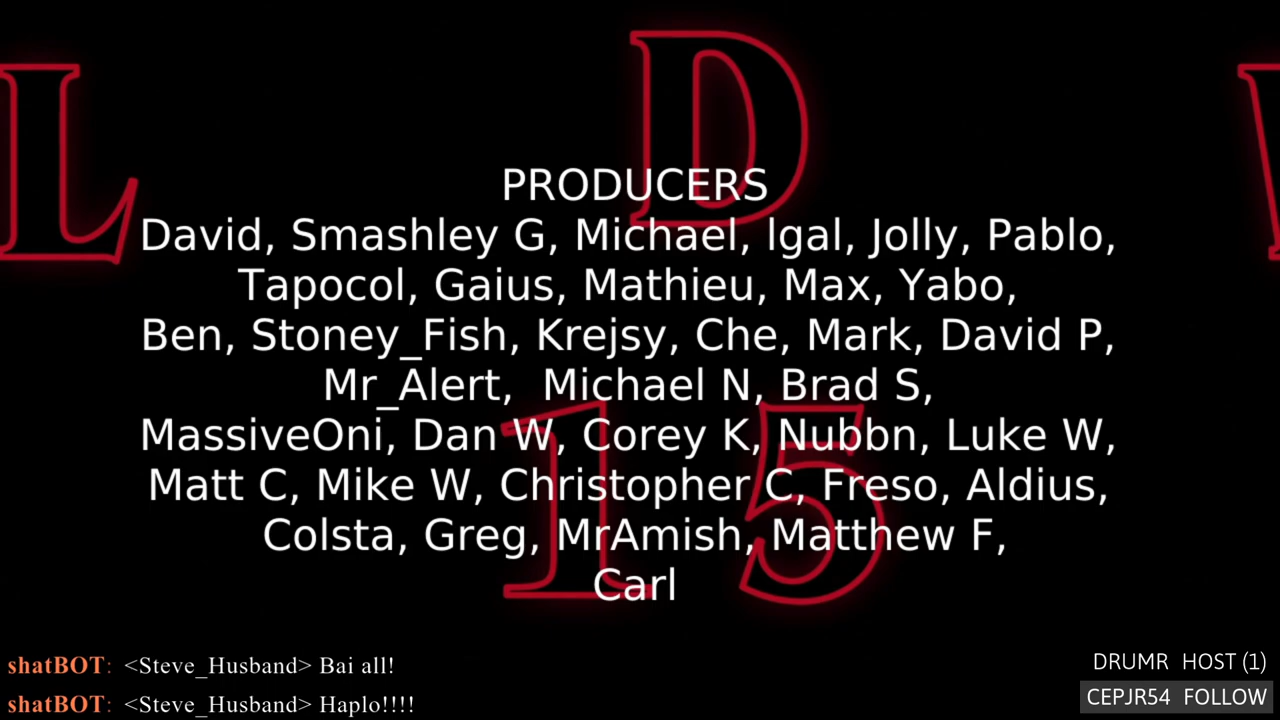 L D
PRODUCERS
David, Smashley G, Michael, Igal, Jolly, Pablo,
Tapocol, Gaius, Mathieu, Max, Yabo,
Ben, Stoney_Fish, Krejsy, Che, Mark, David P,
Mr_Alert,  Michael N, Brad S,
MassiveOni, Dan W, Corey K, Nubbn, Luke W,
Matt C, Mike W, Christopher C, Freso, Aldius,
Colsta, Greg, MrAmish, Matthew F,
Carl
15
shatBOT: <Steve_Husband> Bai all!
shatBOT: <Steve_Husband> Haplo!!!!
DRUMR HOST (1)
CEPJR54 FOLLOW